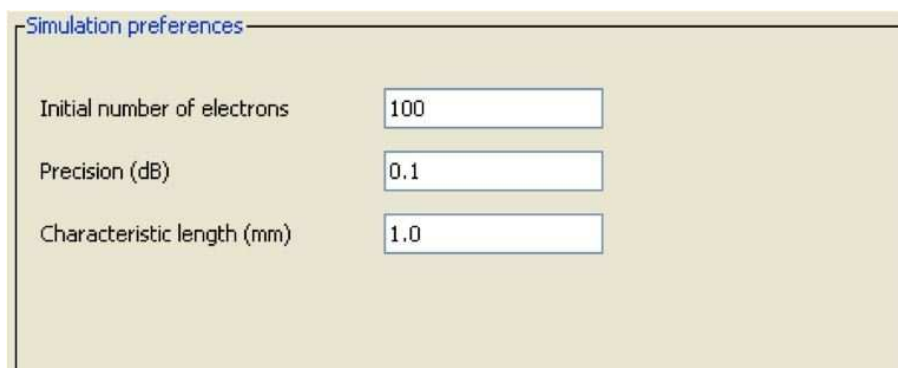 Simulation preferences
Initial number of electrons 100
Precision (dB) 0.1
Characteristic length (mm) 1.0